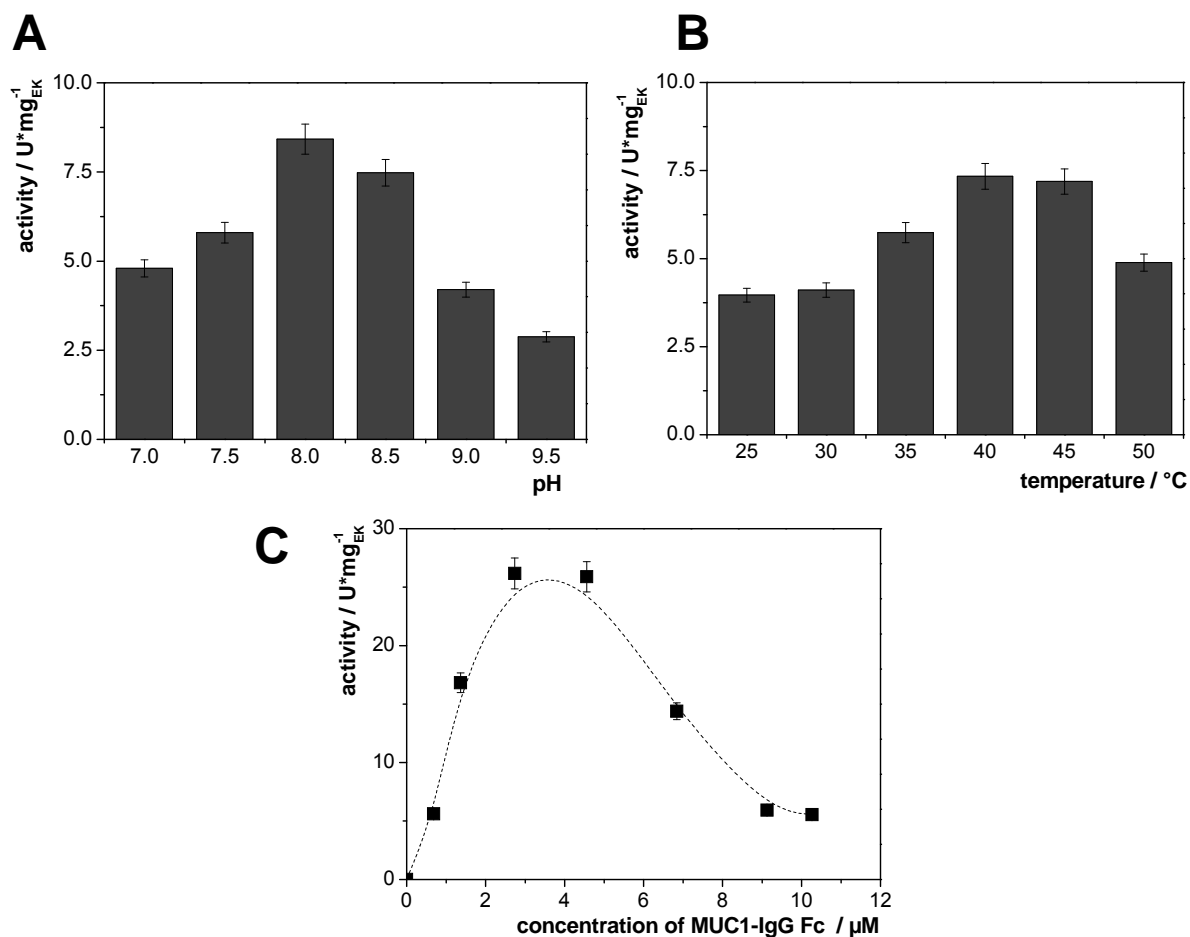 A
activity / U*mg⁻¹EK
10.0
7.5
5.0
2.5
0.0
7.0 7.5 8.0 8.5 9.0 9.5
pH
B
activity / U*mg⁻¹EK
10.0
7.5
5.0
2.5
0.0
25 30 35 40 45 50
temperature / °C
C
activity / U*mg⁻¹EK
30
20
10
0
0 2 4 6 8 10 12
concentration of MUC1-IgG Fc / µM